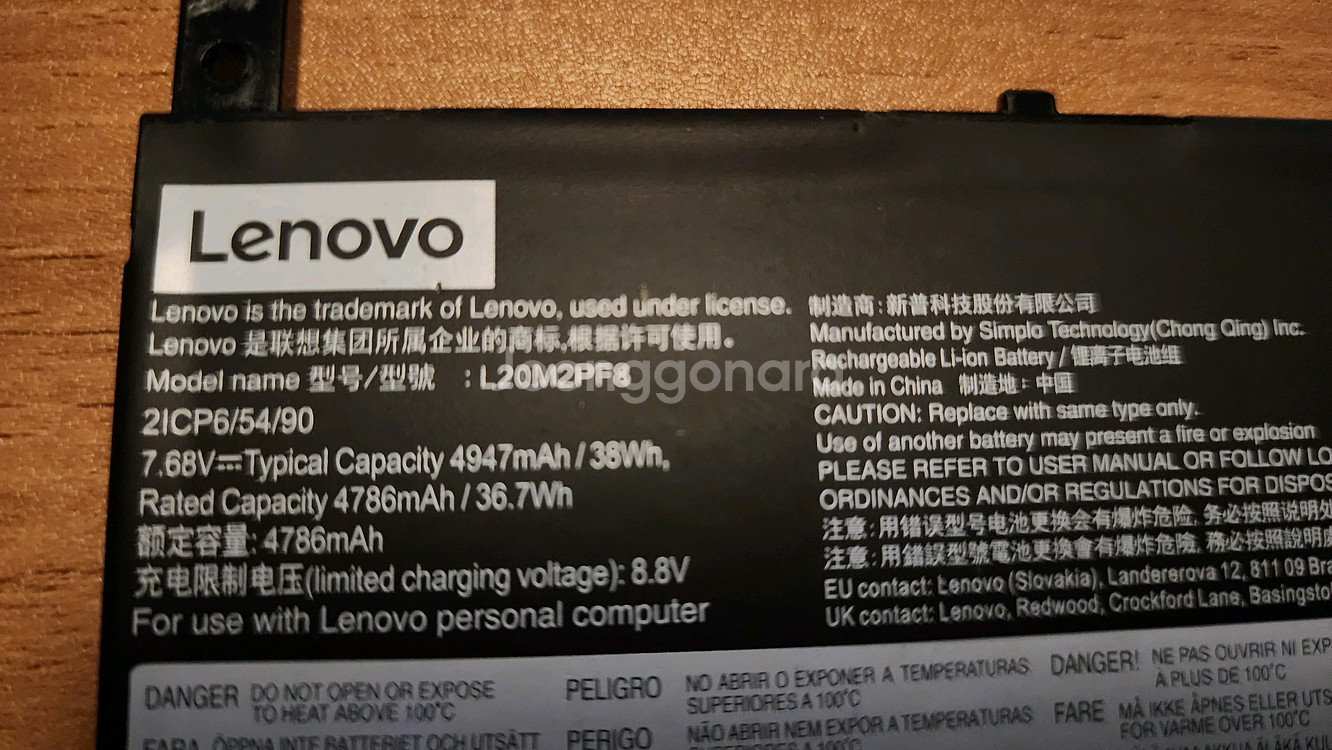 Lenovo
Lenovo is the trademark of Lenovo, used under license.
Lenovo 是联想集团所属企业的商标,根据许可使用。
Model name 型号/型號 : L20M2PF8
2ICP6/54/90
7.68V⎓Typical Capacity 4947mAh / 38Wh,
Rated Capacity 4786mAh / 36.7Wh
额定容量: 4786mAh
充电限制电压(limited charging voltage): 8.8V
For use with Lenovo personal computer
制造商:新普科技股份有限公司
Manufactured by Simplo Technology(Chong Qing) Inc.
Rechargeable Li-ion Battery / 锂离子电池组
Made in China 制造地: 中国
CAUTION: Replace with same type only.
Use of another battery may present a fire or explosion
PLEASE REFER TO USER MANUAL OR FOLLOW LO
ORDINANCES AND/OR REGULATIONS FOR DISPOS
注意:用错误型号电池更换会有爆炸危险, 务必按照说明处
注意:用錯誤型號電池更換會有爆炸危險, 務必按照說明
EU contact: Lenovo (Slovakia), Landererova 12, 811 09 Bra
UK contact: Lenovo, Redwood, Crockford Lane, Basingsto
DANGER DO NOT OPEN OR EXPOSE
TO HEAT ABOVE 100°C
PELIGRO NO ABRIR O EXPONER A TEMPERATURAS
SUPERIORES A 100°C
DANGER! NE PAS OUVRIR NI EXP
A PLUS DE 100°C
FARA ÖPPNA INTE BATTERIET OCH UTSÄTT
PERIGO NÃO ABRIR NEM EXPOR A TEMPERATURAS
SUPERIORES A 100°C
FARE MÅ IKKE ÅPNES ELLER UTS
FOR VARME OVER 100°C